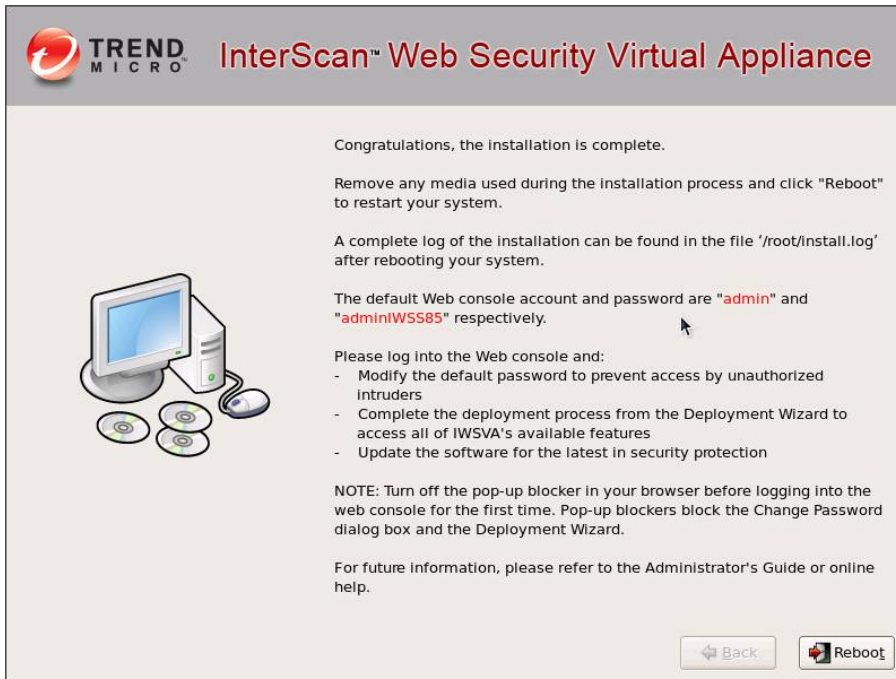 TREND
MICRO™
InterScan™ Web Security Virtual Appliance
Congratulations, the installation is complete.
Remove any media used during the installation process and click "Reboot"
to restart your system.
A complete log of the installation can be found in the file ‘/root/install.log’
after rebooting your system.
The default Web console account and password are "admin" and
"adminIWSS85" respectively.
Please log into the Web console and:
- Modify the default password to prevent access by unauthorized
intruders
- Complete the deployment process from the Deployment Wizard to
access all of IWSVA's available features
- Update the software for the latest in security protection
NOTE: Turn off the pop-up blocker in your browser before logging into the
web console for the first time. Pop-up blockers block the Change Password
dialog box and the Deployment Wizard.
For future information, please refer to the Administrator's Guide or online
help.
Back
Reboot